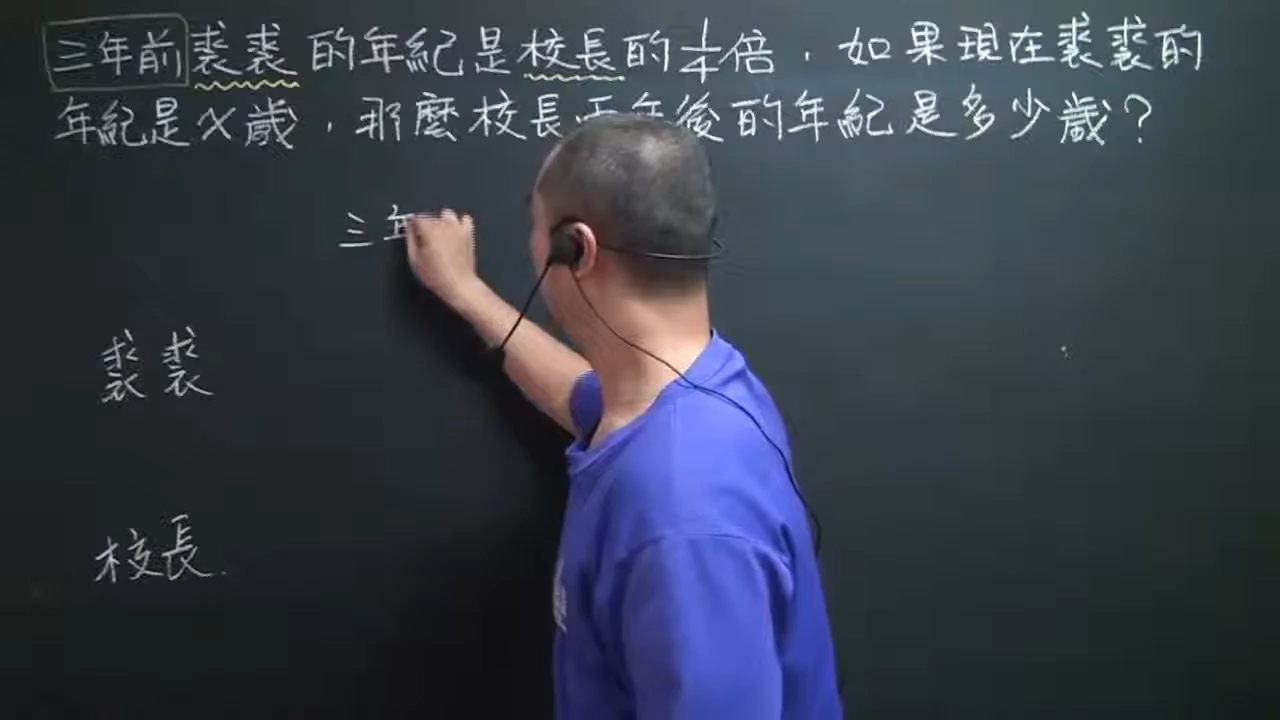 三年前裘裘的年紀是校長的1/4倍，如果現在裘裘的
年紀是x歲，那麼校長年後的年紀是多少歲？
三年
裘裘
校長